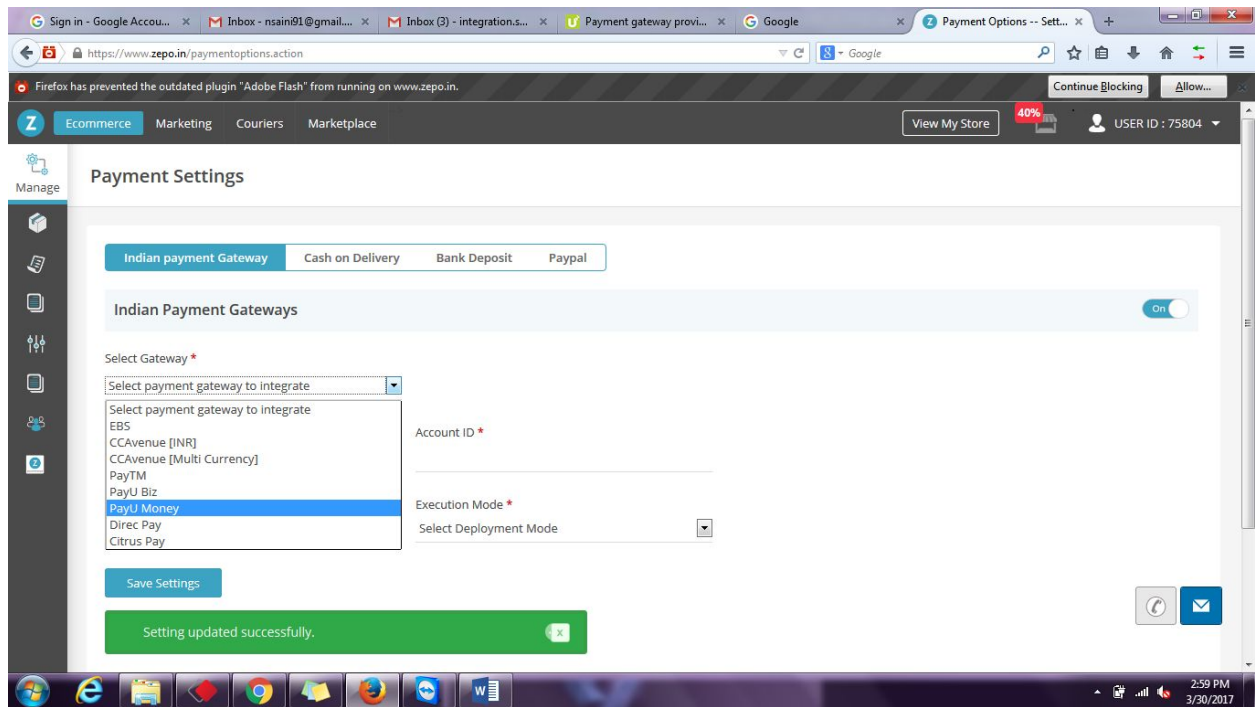 Sign in - Google Accou... Inbox - nsaini91@gmail.... Inbox (3) - integration.s... Payment gateway provi... Google Payment Options -- Sett...
https://www.zepo.in/paymentoptions.action Google
Firefox has prevented the outdated plugin "Adobe Flash" from running on www.zepo.in. Continue Blocking Allow...
Z Ecommerce Marketing Couriers Marketplace View My Store 40% USER ID : 75804
Manage
Payment Settings
Indian payment Gateway Cash on Delivery Bank Deposit Paypal
Indian Payment Gateways On
Select Gateway *
Select payment gateway to integrate
Select payment gateway to integrate
EBS
CCAvenue [INR]
Account ID *
CCAvenue [Multi Currency]
PayTM
PayU Biz
PayU Money
Execution Mode *
Direc Pay
Select Deployment Mode
Citrus Pay
Save Settings
Setting updated successfully. x
2:59 PM
3/30/2017